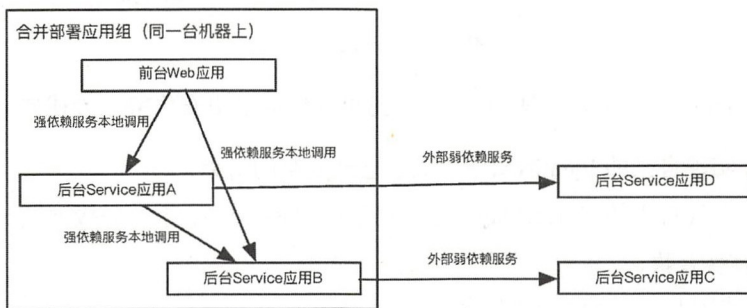 合并部署应用组（同一台机器上）
前台Web应用
强依赖服务本地调用
强依赖服务本地调用
外部弱依赖服务
后台Service应用A
后台Service应用D
强依赖服务本地调用
外部弱依赖服务
后台Service应用B
后台Service应用C